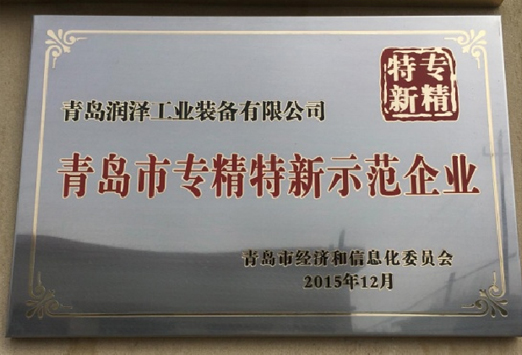 专精
特新
青岛润泽工业装备有限公司
青岛市专精特新示范企业
青岛市经济和信息化委员会
2015年12月